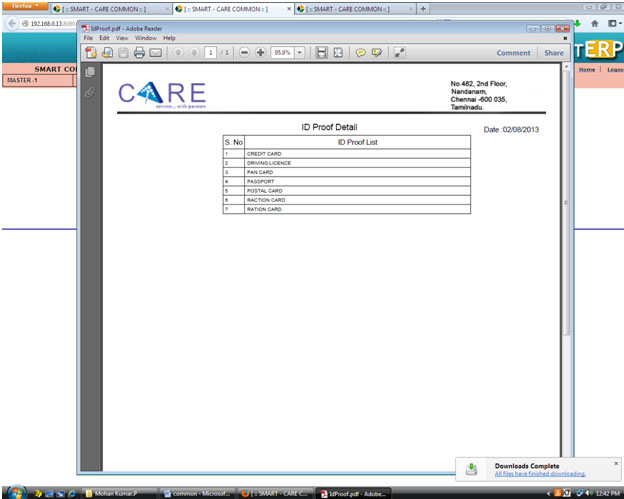 firefox
[ :: SMART - CARE COMMON :: ]
[ :: SMART - CARE COMMON :: ]
[ :: SMART - CARE COMMON :: ]
192.168.0.13
IdProof.pdf - Adobe Reader
File Edit View Window Help
1 / 1
95.9%
Comment Share
TERP
SMART CO
Home | Logou
MASTER -1
CARE
service... with passion
No.482, 2nd Floor,
Nandanam,
Chennai -600 035,
Tamilnadu.
ID Proof Detail
Date :02/08/2013
S. No ID Proof List
1 CREDIT CARD
2 DRIVING LICENCE
3 PAN CARD
4 PASSPORT
5 POSTAL CARD
6 RACTION CARD
7 RATION CARD
Downloads Complete
All files have finished downloading.
Mohan Kumar.P
common - Microsof...
[ :: SMART - CARE C...
IdProof.pdf - Adobe...
12:42 PM